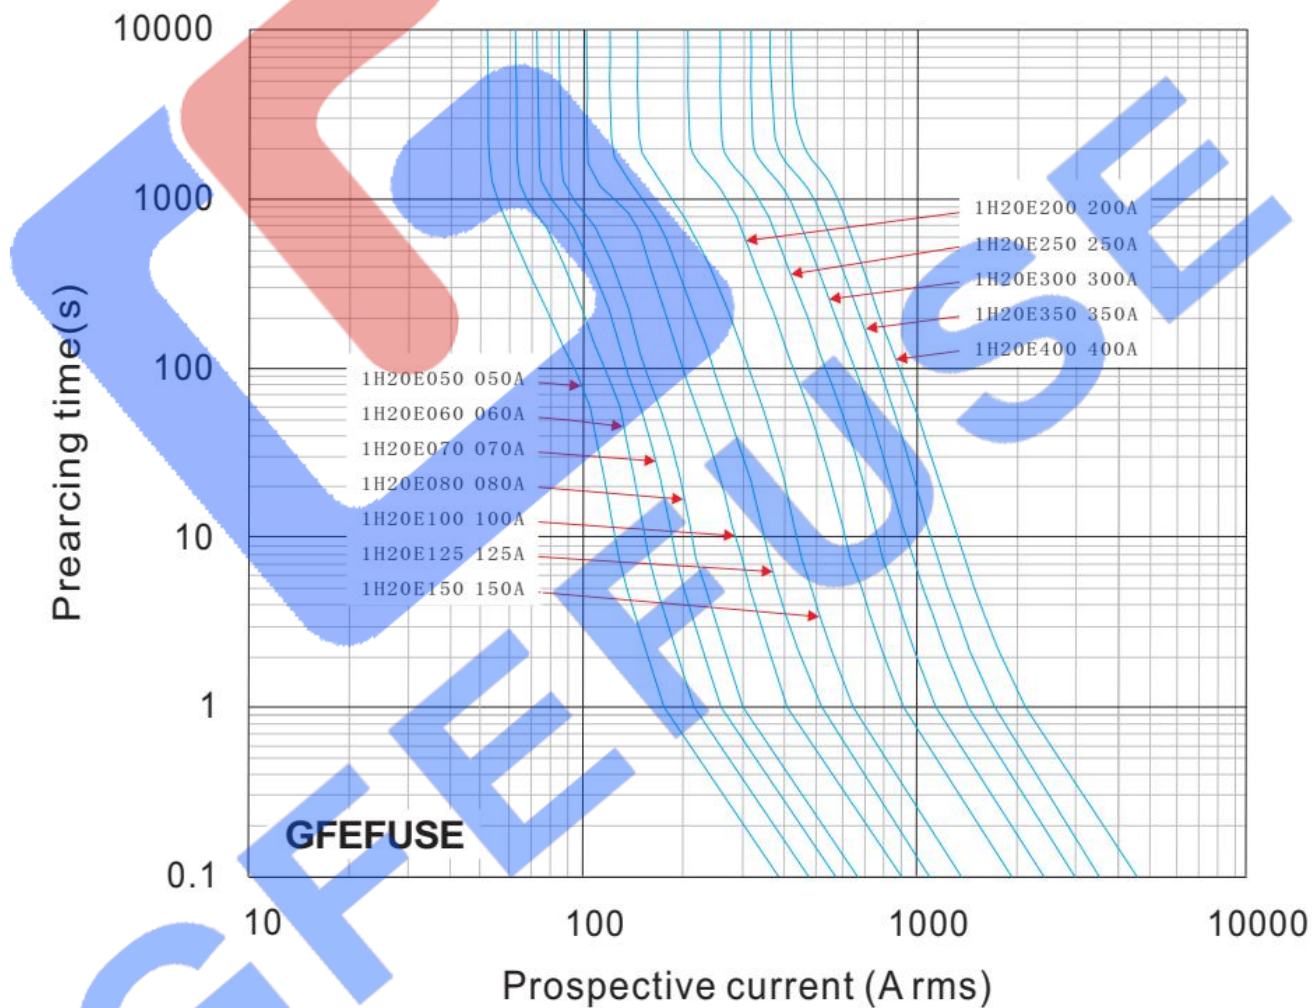 10000
1000
100
10
1
0.1
Prearcing time(s)
1H20E200 200A
1H20E250 250A
1H20E300 300A
1H20E350 350A
1H20E400 400A
1H20E050 050A
1H20E060 060A
1H20E070 070A
1H20E080 080A
1H20E100 100A
1H20E125 125A
1H20E150 150A
GFEFUSE
GFEFUSE
10 100 1000 10000
Prospective current (A rms)